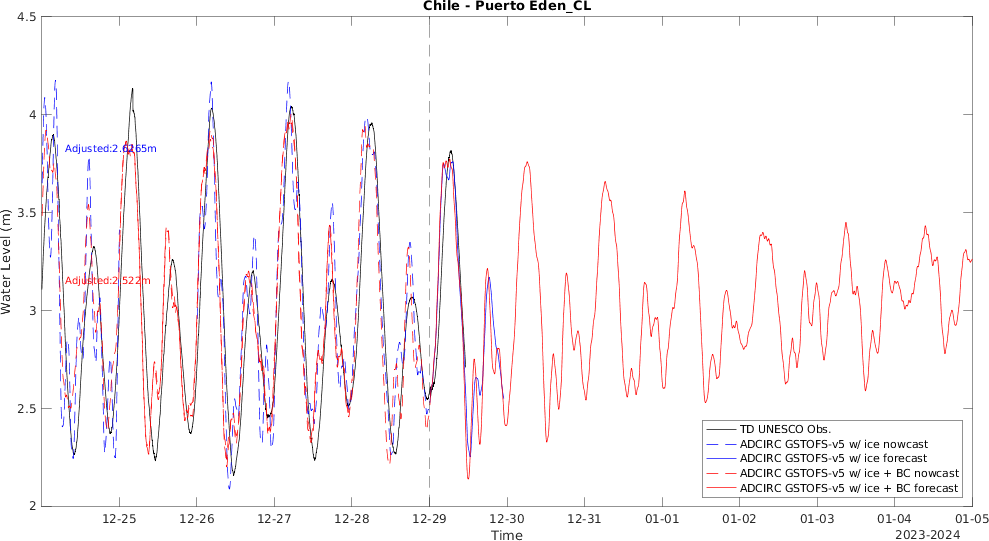 Chile - Puerto Eden_CL
4.5
4
3.5
3
2.5
2
Water Level (m)
Adjusted:2.6265m
Adjusted:2.522m
TD UNESCO Obs.
ADCIRC GSTOFS-v5 w/ ice nowcast
ADCIRC GSTOFS-v5 w/ ice forecast
ADCIRC GSTOFS-v5 w/ ice + BC nowcast
ADCIRC GSTOFS-v5 w/ ice + BC forecast
12-25 12-26 12-27 12-28 12-29 12-30 12-31 01-01 01-02 01-03 01-04 01-05
Time
2023-2024